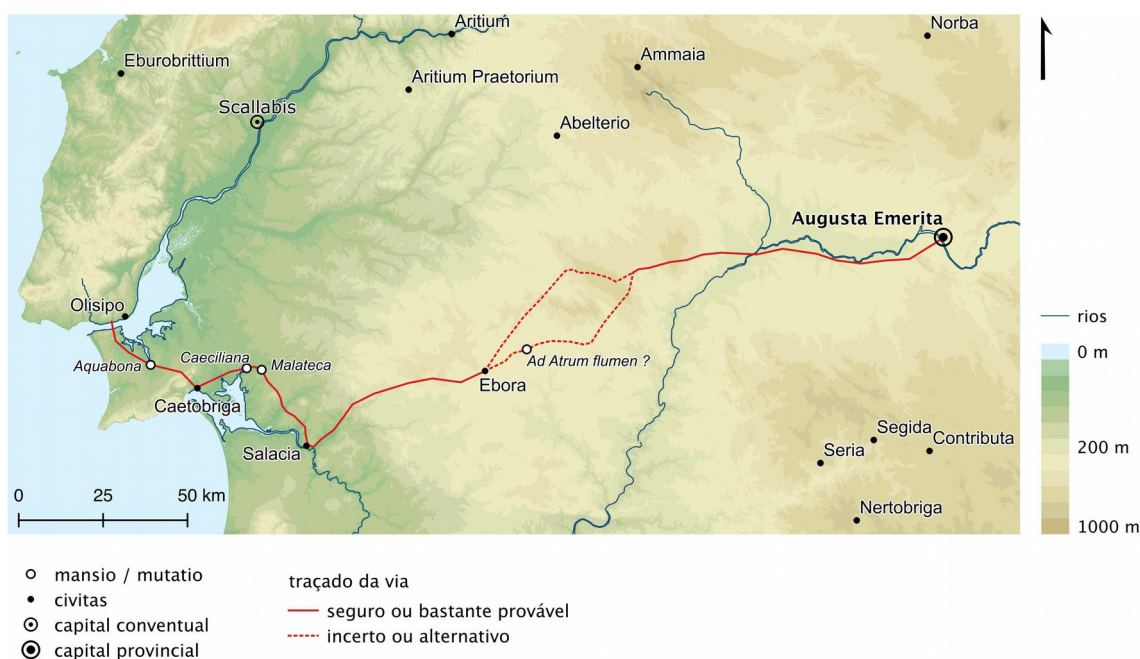 Aritium
Norba
Eburobrittium
Ammaia
Aritium Praetorium
Scallabis
Abelterio
Augusta Emerita
Olisipo
rios
0 m
Caeciliana
Aquabona
Malateca
Ad Atrum flumen ?
Ebora
Caetobriga
Segida
Contributa
Salacia
Seria
200 m
0 25 50 km
Nertobriga
1000 m
mansio / mutatio
civitas
capital conventual
capital provincial
traçado da via
seguro ou bastante provável
incerto ou alternativo